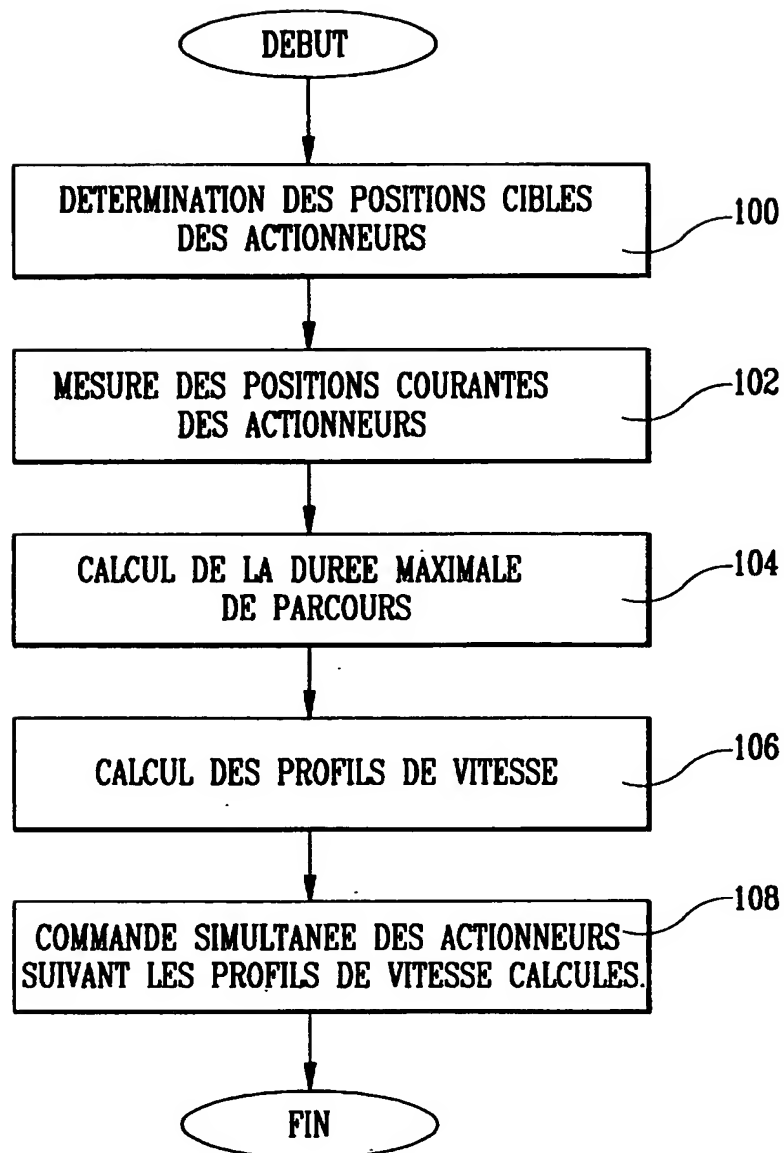 DEBUT
DETERMINATION DES POSITIONS CIBLES
DES ACTIONNEURS
100
MESURE DES POSITIONS COURANTES
DES ACTIONNEURS
102
CALCUL DE LA DUREE MAXIMALE
DE PARCOURS
104
CALCUL DES PROFILS DE VITESSE
106
COMMANDE SIMULTANEE DES ACTIONNEURS
SUIVANT LES PROFILS DE VITESSE CALCULES.
108
FIN